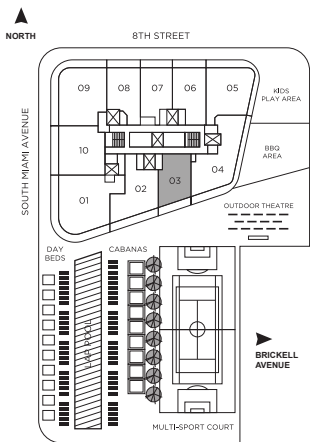 NORTH
8TH STREET
SOUTH MIAMI AVENUE
09
08
07
06
05
KIDS
PLAY AREA
10
BBQ
AREA
04
03
02
01
OUTDOOR THEATRE
DAY
BEDS
CABANAS
LAP POOL
BRICKELL
AVENUE
MULTI-SPORT COURT